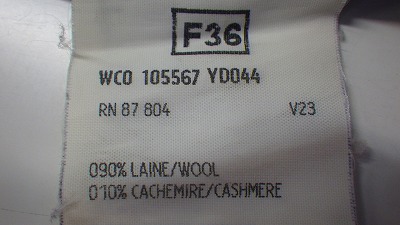 F36
WCO 105567 YD044
RN 87 804 V23
090% LAINE/WOOL
010% CACHEMIRE/CASHMERE